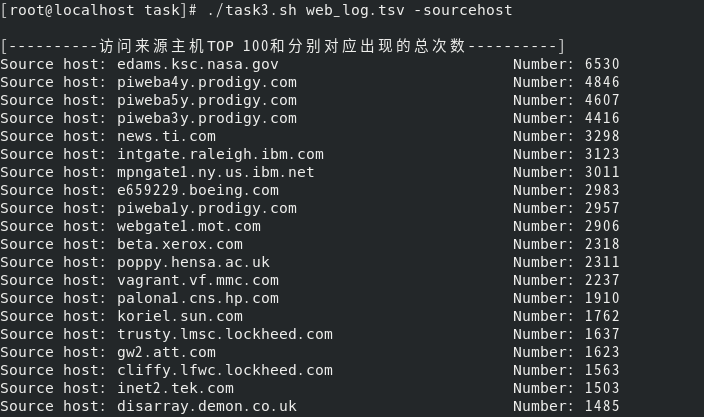 [root@localhost task]# ./task3.sh web_log.tsv -sourcehost
[----------访问来源主机TOP 100和分别对应出现的总次数----------]
Source host: edams.ksc.nasa.gov Number: 6530
Source host: piweba4y.prodigy.com Number: 4846
Source host: piweba5y.prodigy.com Number: 4607
Source host: piweba3y.prodigy.com Number: 4416
Source host: news.ti.com Number: 3298
Source host: intgate.raleigh.ibm.com Number: 3123
Source host: mpngate1.ny.us.ibm.net Number: 3011
Source host: e659229.boeing.com Number: 2983
Source host: piweba1y.prodigy.com Number: 2957
Source host: webgate1.mot.com Number: 2906
Source host: beta.xerox.com Number: 2318
Source host: poppy.hensa.ac.uk Number: 2311
Source host: vagrant.vf.mmc.com Number: 2237
Source host: palona1.cns.hp.com Number: 1910
Source host: koriel.sun.com Number: 1762
Source host: trusty.lmsc.lockheed.com Number: 1637
Source host: gw2.att.com Number: 1623
Source host: cliffy.lfwc.lockheed.com Number: 1563
Source host: inet2.tek.com Number: 1503
Source host: disarray.demon.co.uk Number: 1485